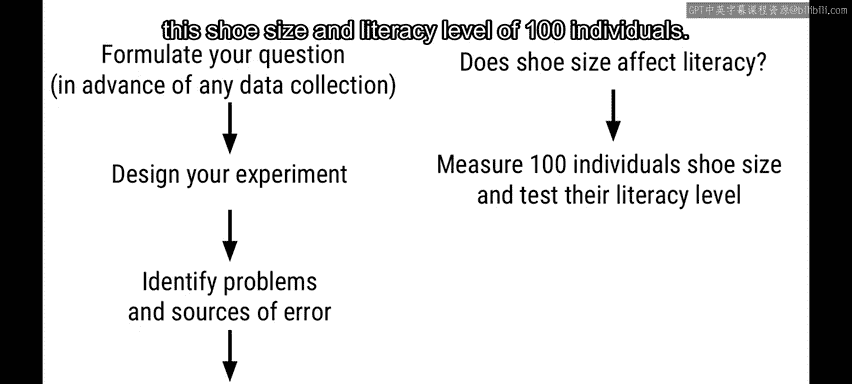 GPT中英字幕课程资源@bilibili.com
this shoe size and literacy level of 100 individuals.
Formulate your question
(in advance of any data collection)
Design your experiment
Identify problems
and sources of error
Does shoe size affect literacy?
Measure 100 individuals shoe size
and test their literacy level